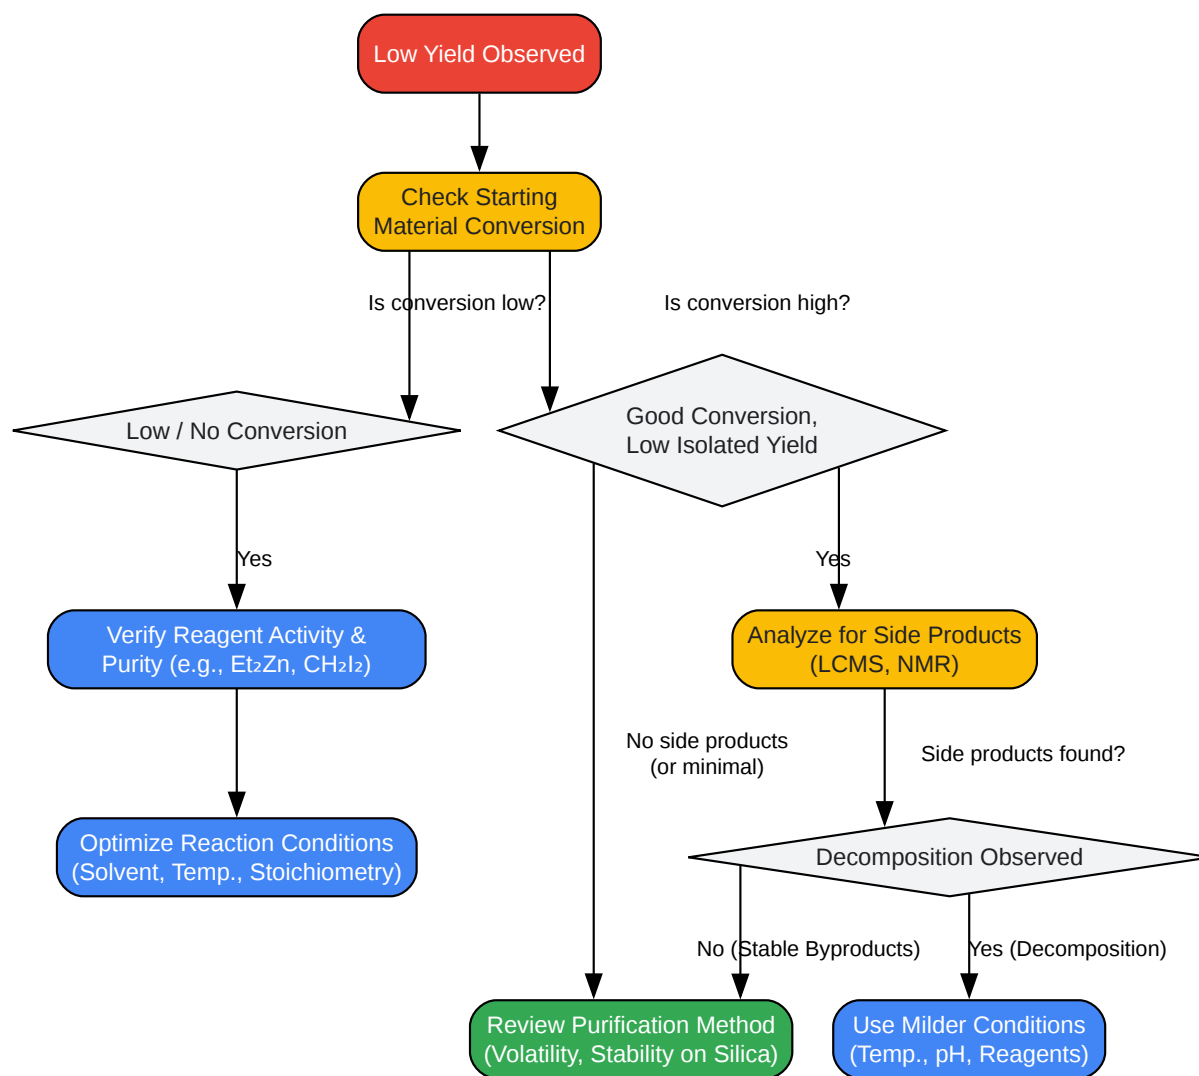 Low Yield Observed
Check Starting
Material Conversion
Is conversion low?
Is conversion high?
Low / No Conversion
Good Conversion,
Low Isolated Yield
Yes
Yes
Verify Reagent Activity &
Purity (e.g., Et₂Zn, CH₂I₂)
Analyze for Side Products
(LCMS, NMR)
No side products
(or minimal)
Side products found?
Optimize Reaction Conditions
(Solvent, Temp., Stoichiometry)
Decomposition Observed
No (Stable Byproducts)
Yes (Decomposition)
Review Purification Method
(Volatility, Stability on Silica)
Use Milder Conditions
(Temp., pH, Reagents)